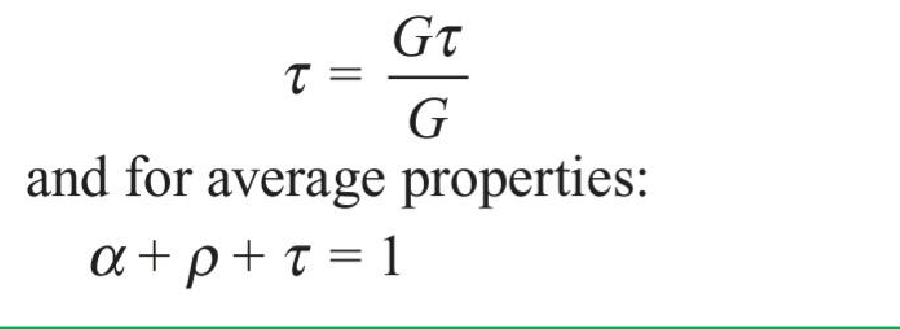 τ = Gτ / G
and for average properties:
α + ρ + τ = 1